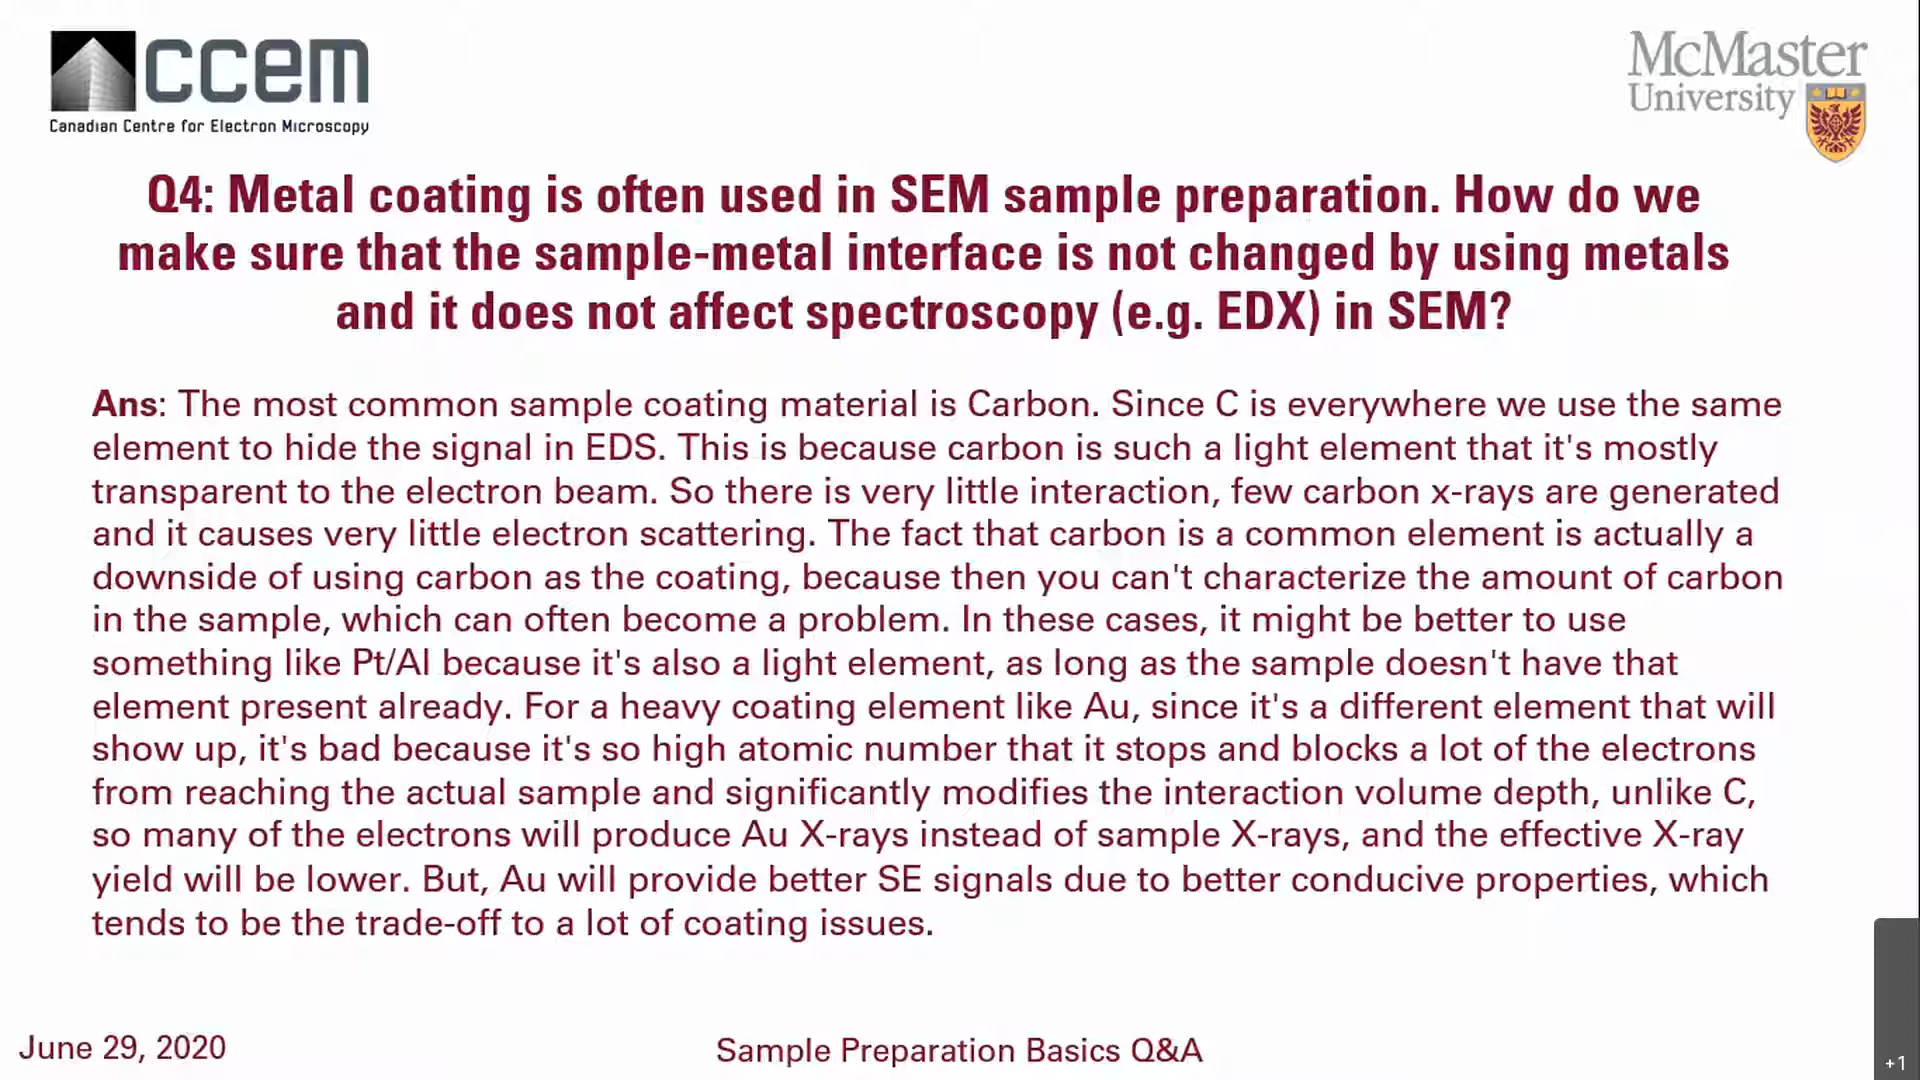 ccem
Canadian Centre for Electron Microscopy
McMaster
University
Q4: Metal coating is often used in SEM sample preparation. How do we
make sure that the sample-metal interface is not changed by using metals
and it does not affect spectroscopy (e.g. EDX) in SEM?
Ans: The most common sample coating material is Carbon. Since C is everywhere we use the same
element to hide the signal in EDS. This is because carbon is such a light element that it's mostly
transparent to the electron beam. So there is very little interaction, few carbon x-rays are generated
and it causes very little electron scattering. The fact that carbon is a common element is actually a
downside of using carbon as the coating, because then you can't characterize the amount of carbon
in the sample, which can often become a problem. In these cases, it might be better to use
something like Pt/Al because it's also a light element, as long as the sample doesn't have that
element present already. For a heavy coating element like Au, since it's a different element that will
show up, it's bad because it's so high atomic number that it stops and blocks a lot of the electrons
from reaching the actual sample and significantly modifies the interaction volume depth, unlike C,
so many of the electrons will produce Au X-rays instead of sample X-rays, and the effective X-ray
yield will be lower. But, Au will provide better SE signals due to better conducive properties, which
tends to be the trade-off to a lot of coating issues.
June 29, 2020
Sample Preparation Basics Q&A
+1